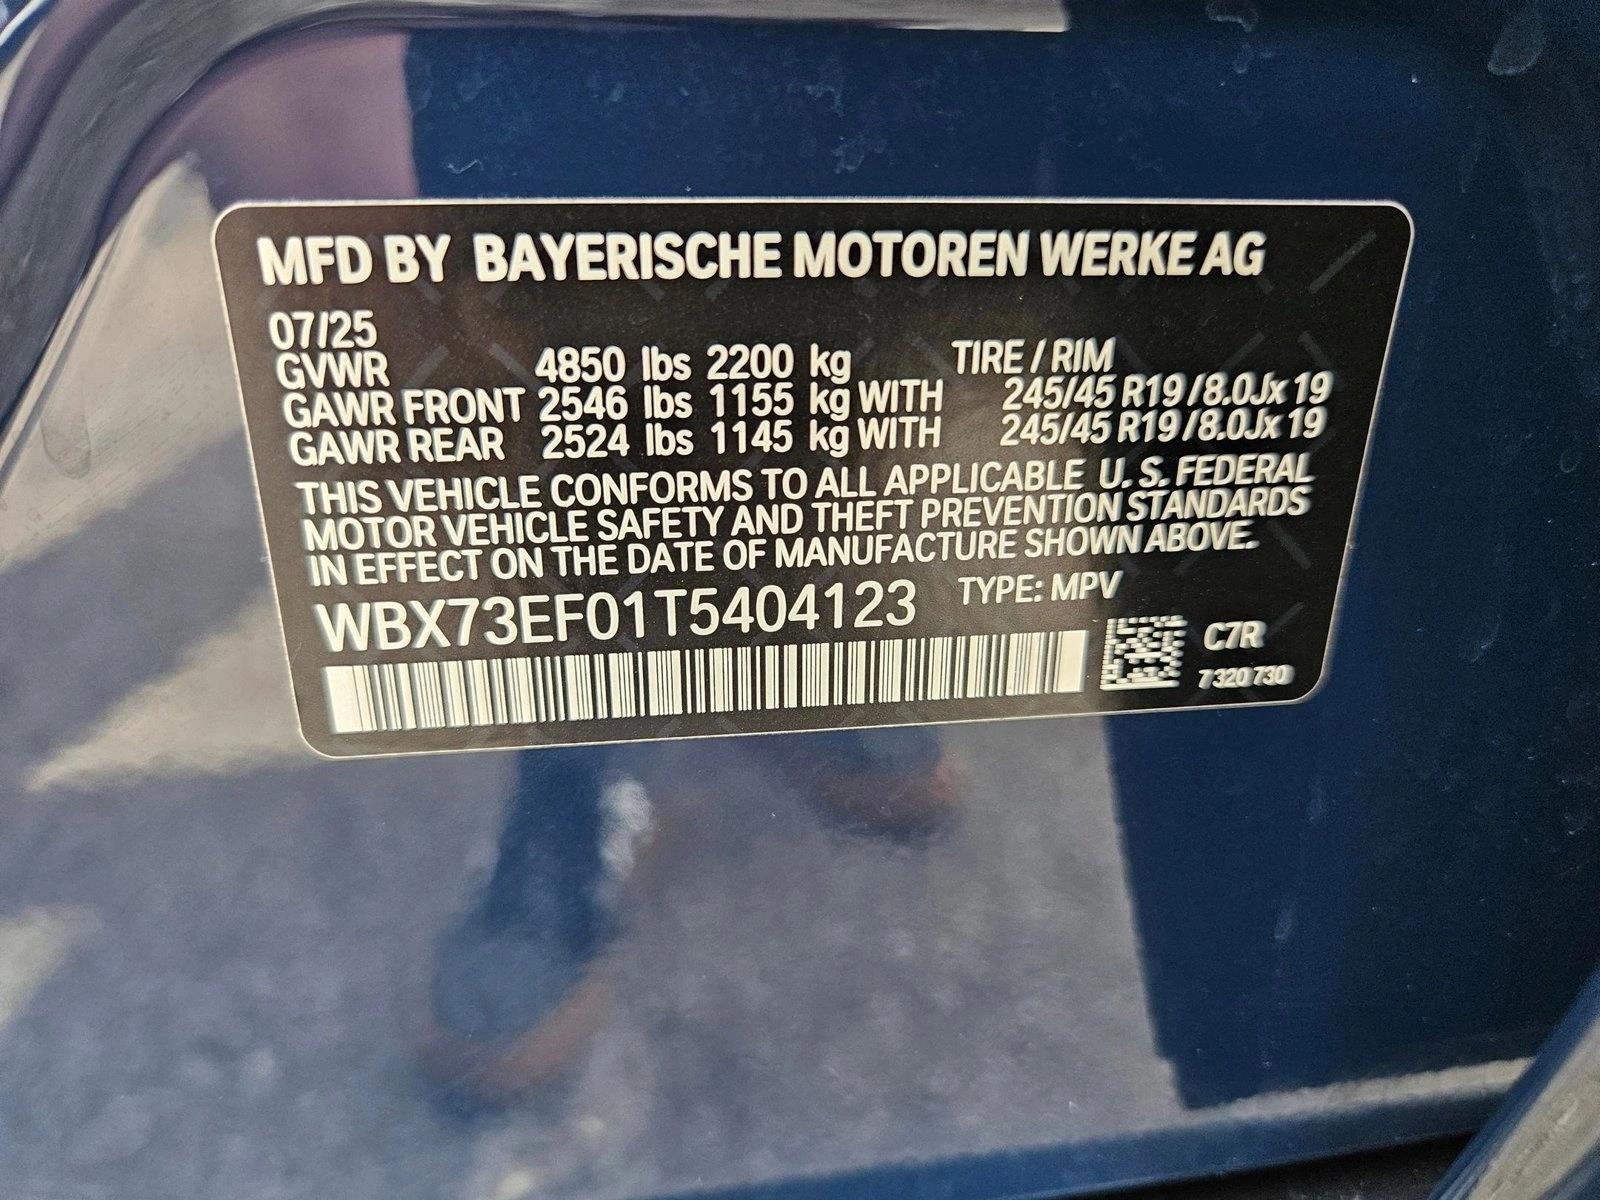 MFD BY BAYERISCHE MOTOREN WERKE AG
07/25
GVWR 4850 lbs 2200 kg TIRE / RIM
GAWR FRONT 2546 lbs 1155 kg WITH 245/45 R19 /8.0Jx 19
GAWR REAR 2524 lbs 1145 kg WITH 245/45 R19 /8.0Jx 19
THIS VEHICLE CONFORMS TO ALL APPLICABLE U. S. FEDERAL
MOTOR VEHICLE SAFETY AND THEFT PREVENTION STANDARDS
IN EFFECT ON THE DATE OF MANUFACTURE SHOWN ABOVE.
WBX73EF01T5404123 TYPE: MPV
C7R
7 320 730